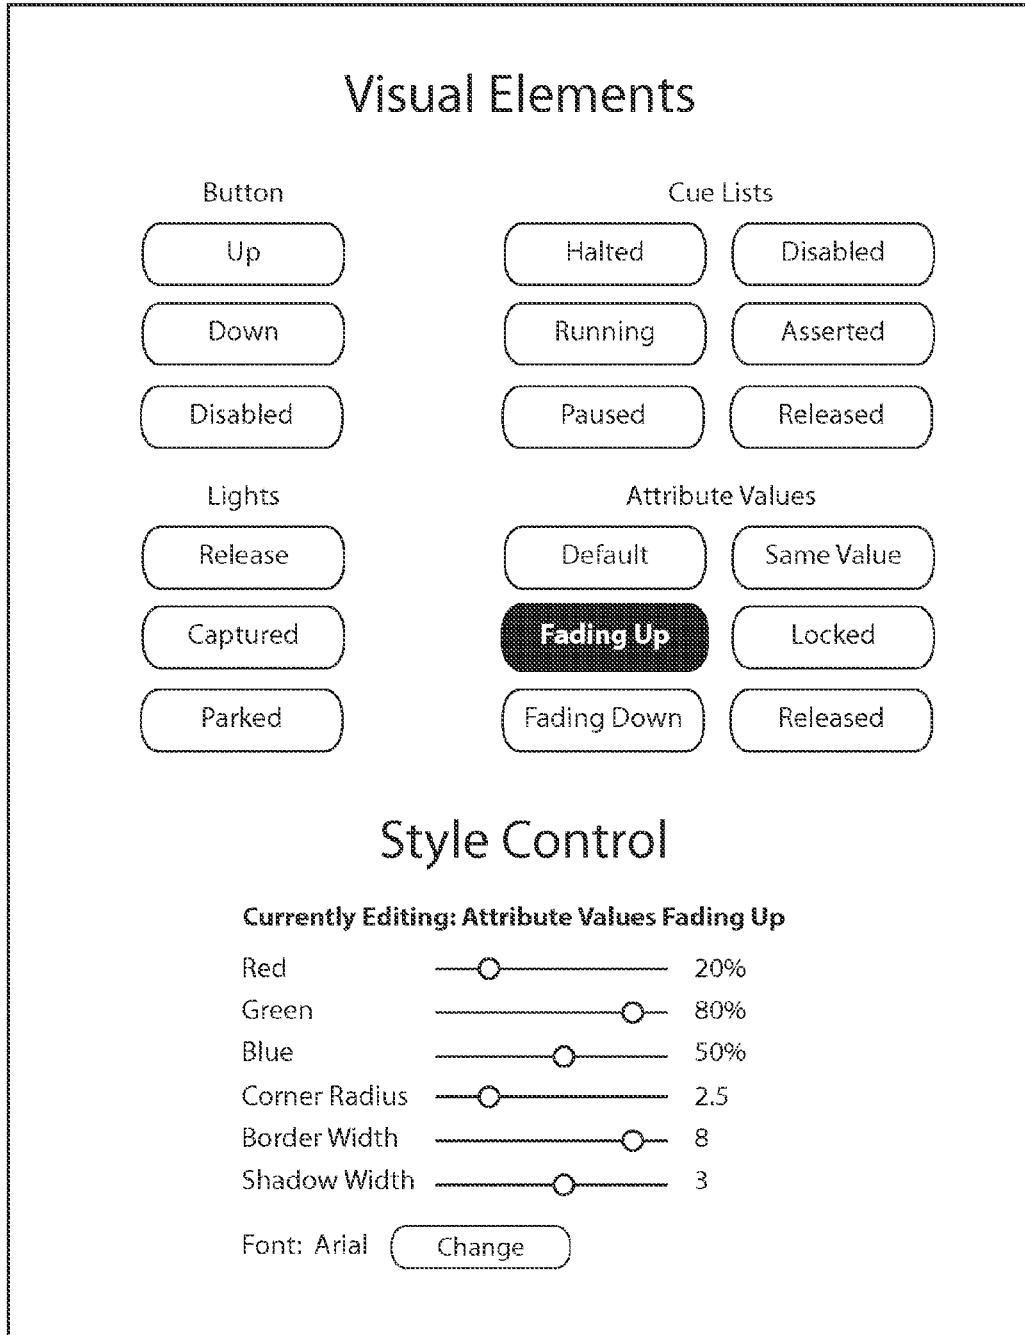 Visual Elements
Button
Cue Lists
Up
Halted
Disabled
Down
Running
Asserted
Disabled
Paused
Released
Lights
Attribute Values
Release
Default
Same Value
Captured
Fading Up
Locked
Parked
Fading Down
Released
Style Control
Currently Editing: Attribute Values Fading Up
Red 20%
Green 80%
Blue 50%
Corner Radius 2.5
Border Width 8
Shadow Width 3
Font: Arial Change